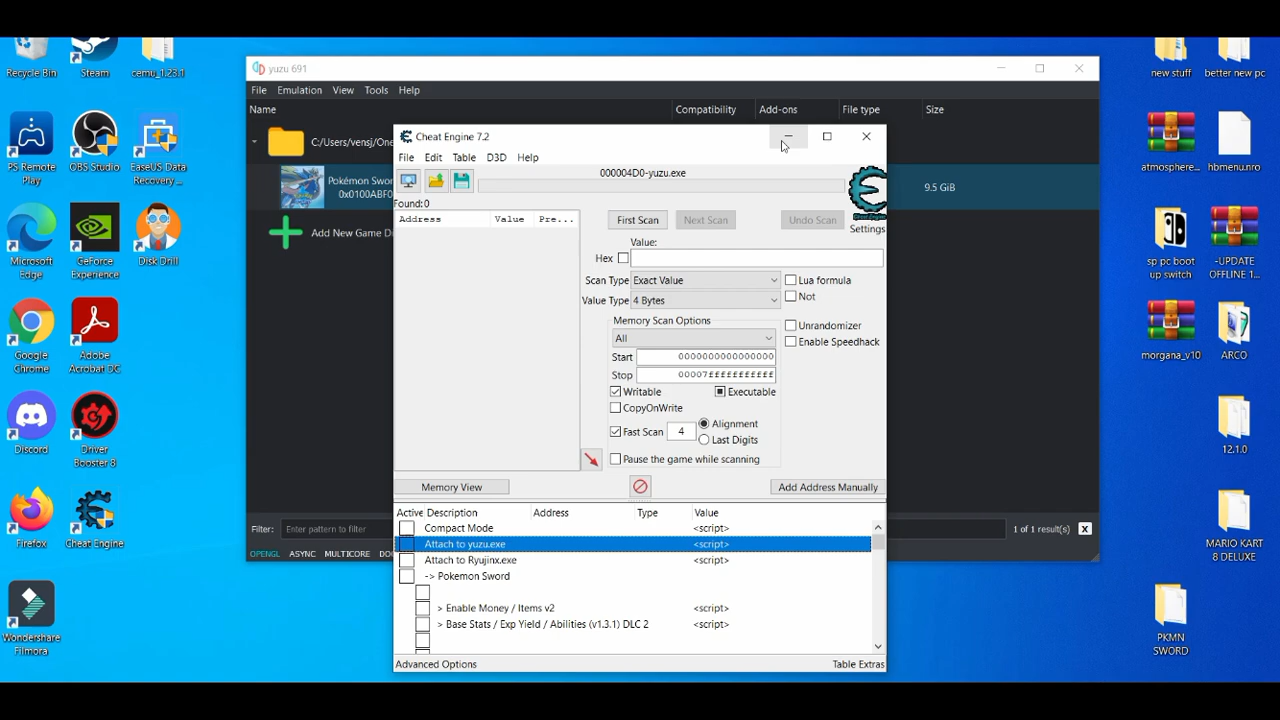 Recycle Bin
Steam
cemu_1.23.1
PS Remote
Play
OBS Studio
EaseUS Data
Recovery ...
Microsoft
Edge
GeForce
Experience
Disk Drill
Google
Chrome
Adobe
Acrobat DC
Discord
Driver
Booster 8
Firefox
Cheat Engine
Wondershare
Filmora
yuzu 691
File Emulation View Tools Help
Name Compatibility Add-ons File type Size
C:/Users/vensj/One
Pokémon Swor
0x0100ABF0
9.5 GiB
Add New Game D
Filter: Enter pattern to filter 1 of 1 result(s) X
OPENGL ASYNC MULTICORE DO
Cheat Engine 7.2
File Edit Table D3D Help
000004D0-yuzu.exe
Found:0
Address Value Pre...
First Scan Next Scan Undo Scan
Settings
Value:
Hex
Scan Type Exact Value Lua formula
Not
Value Type 4 Bytes
Memory Scan Options
All
Unrandomizer
Enable Speedhack
Start 0000000000000000
Stop 00007fffffffffff
Writable Executable
CopyOnWrite
Fast Scan 4 Alignment
Last Digits
Pause the game while scanning
Memory View Add Address Manually
Active Description Address Type Value
Compact Mode <script>
Attach to yuzu.exe <script>
Attach to Ryujinx.exe <script>
-> Pokemon Sword
> Enable Money / Items v2 <script>
> Base Stats / Exp Yield / Abilities (v1.3.1) DLC 2 <script>
Advanced Options Table Extras
new stuff
better new pc
atmosphere...
hbmenu.nro
sp pc boot
up switch
-UPDATE
OFFLINE 1...
morgana_v10
ARCO
12.1.0
MARIO KART
8 DELUXE
PKMN
SWORD